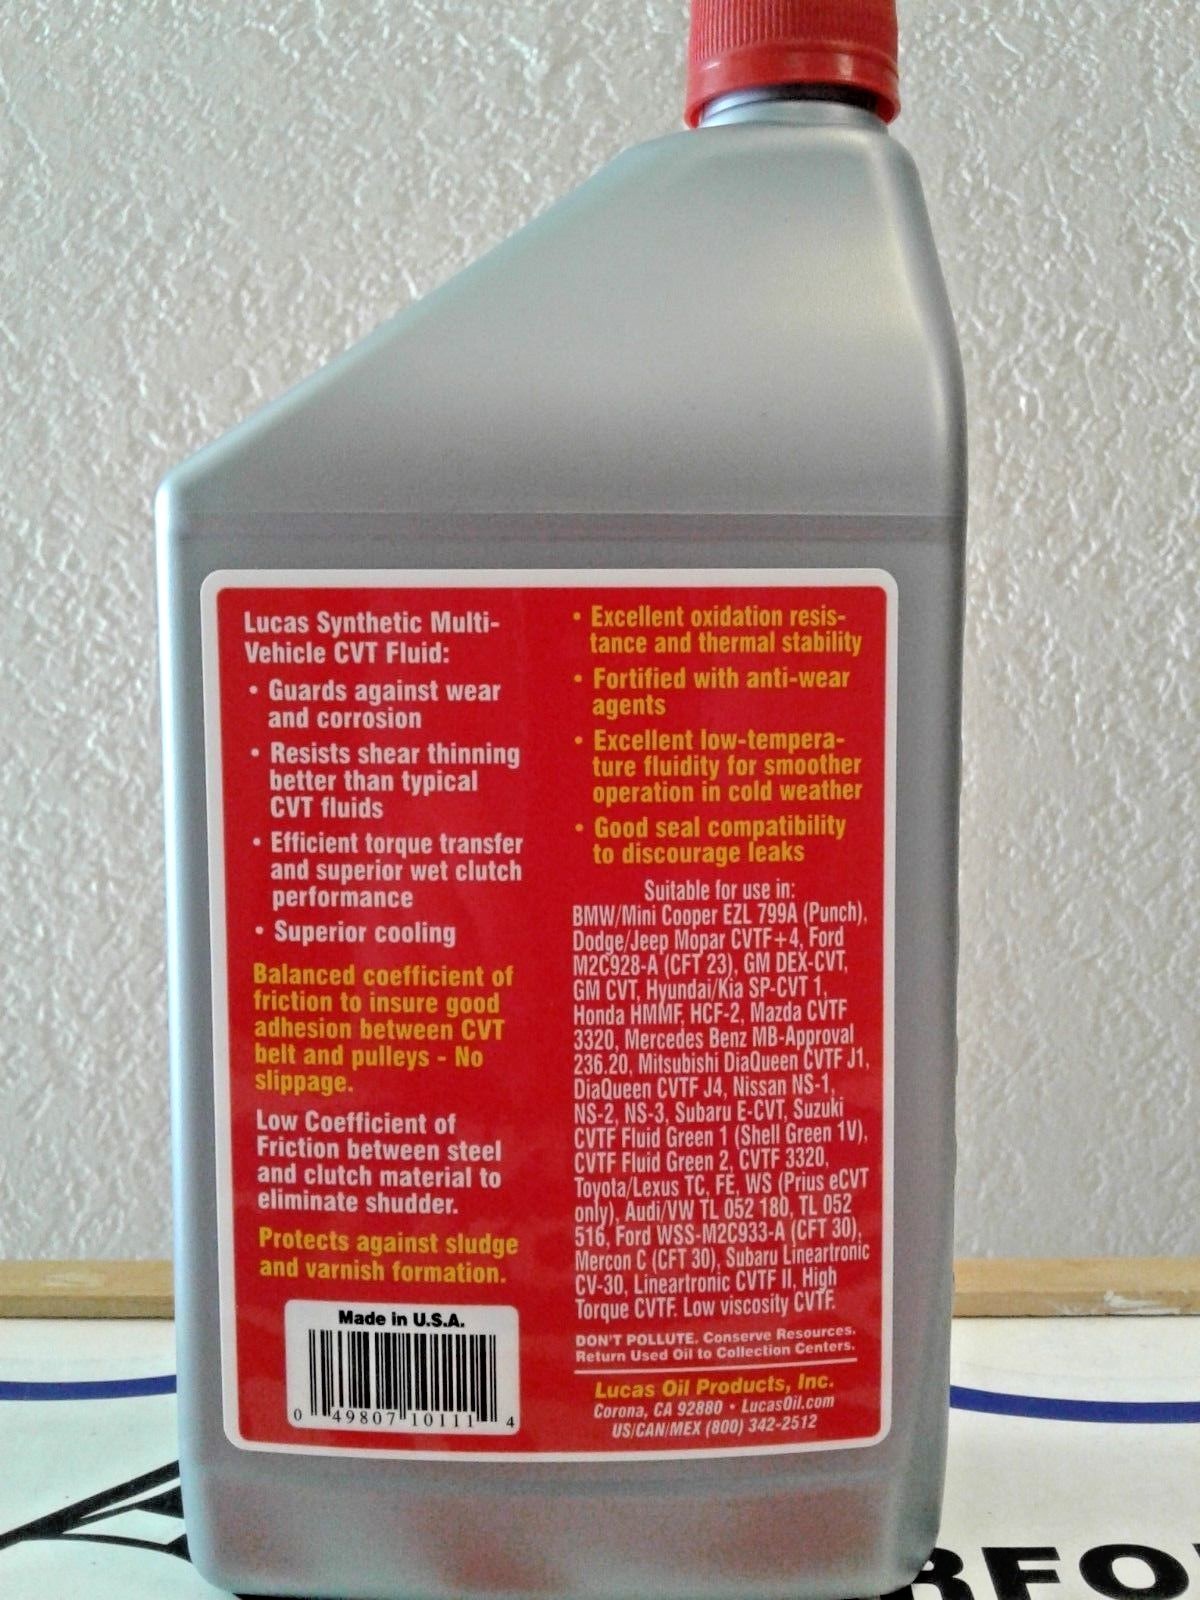 Lucas Synthetic Multi-
Vehicle CVT Fluid:
• Guards against wear
and corrosion
• Resists shear thinning
better than typical
CVT fluids
• Efficient torque transfer
and superior wet clutch
performance
• Superior cooling
Balanced coefficient of
friction to insure good
adhesion between CVT
belt and pulleys - No
slippage.
Low Coefficient of
Friction between steel
and clutch material to
eliminate shudder.
Protects against sludge
and varnish formation.
Made in U.S.A.
0 49807 10111 4
• Excellent oxidation resis-
tance and thermal stability
• Fortified with anti-wear
agents
• Excellent low-tempera-
ture fluidity for smoother
operation in cold weather
• Good seal compatibility
to discourage leaks
Suitable for use in:
BMW/Mini Cooper EZL 799A (Punch),
Dodge/Jeep Mopar CVTF+4, Ford
M2C928-A (CFT 23), GM DEX-CVT,
GM CVT, Hyundai/Kia SP-CVT 1,
Honda HMMF, HCF-2, Mazda CVTF
3320, Mercedes Benz MB-Approval
236.20, Mitsubishi DiaQueen CVTF J1,
DiaQueen CVTF J4, Nissan NS-1,
NS-2, NS-3, Subaru E-CVT, Suzuki
CVTF Fluid Green 1 (Shell Green 1V),
CVTF Fluid Green 2, CVTF 3320,
Toyota/Lexus TC, FE, WS (Prius eCVT
only), Audi/VW TL 052 180, TL 052
516, Ford WSS-M2C933-A (CFT 30),
Mercon C (CFT 30), Subaru Lineartronic
CV-30, Lineartronic CVTF II, High
Torque CVTF. Low viscosity CVTF.
DON'T POLLUTE. Conserve Resources.
Return Used Oil to Collection Centers.
Lucas Oil Products, Inc.
Corona, CA 92880 • LucasOil.com
US/CAN/MEX (800) 342-2512